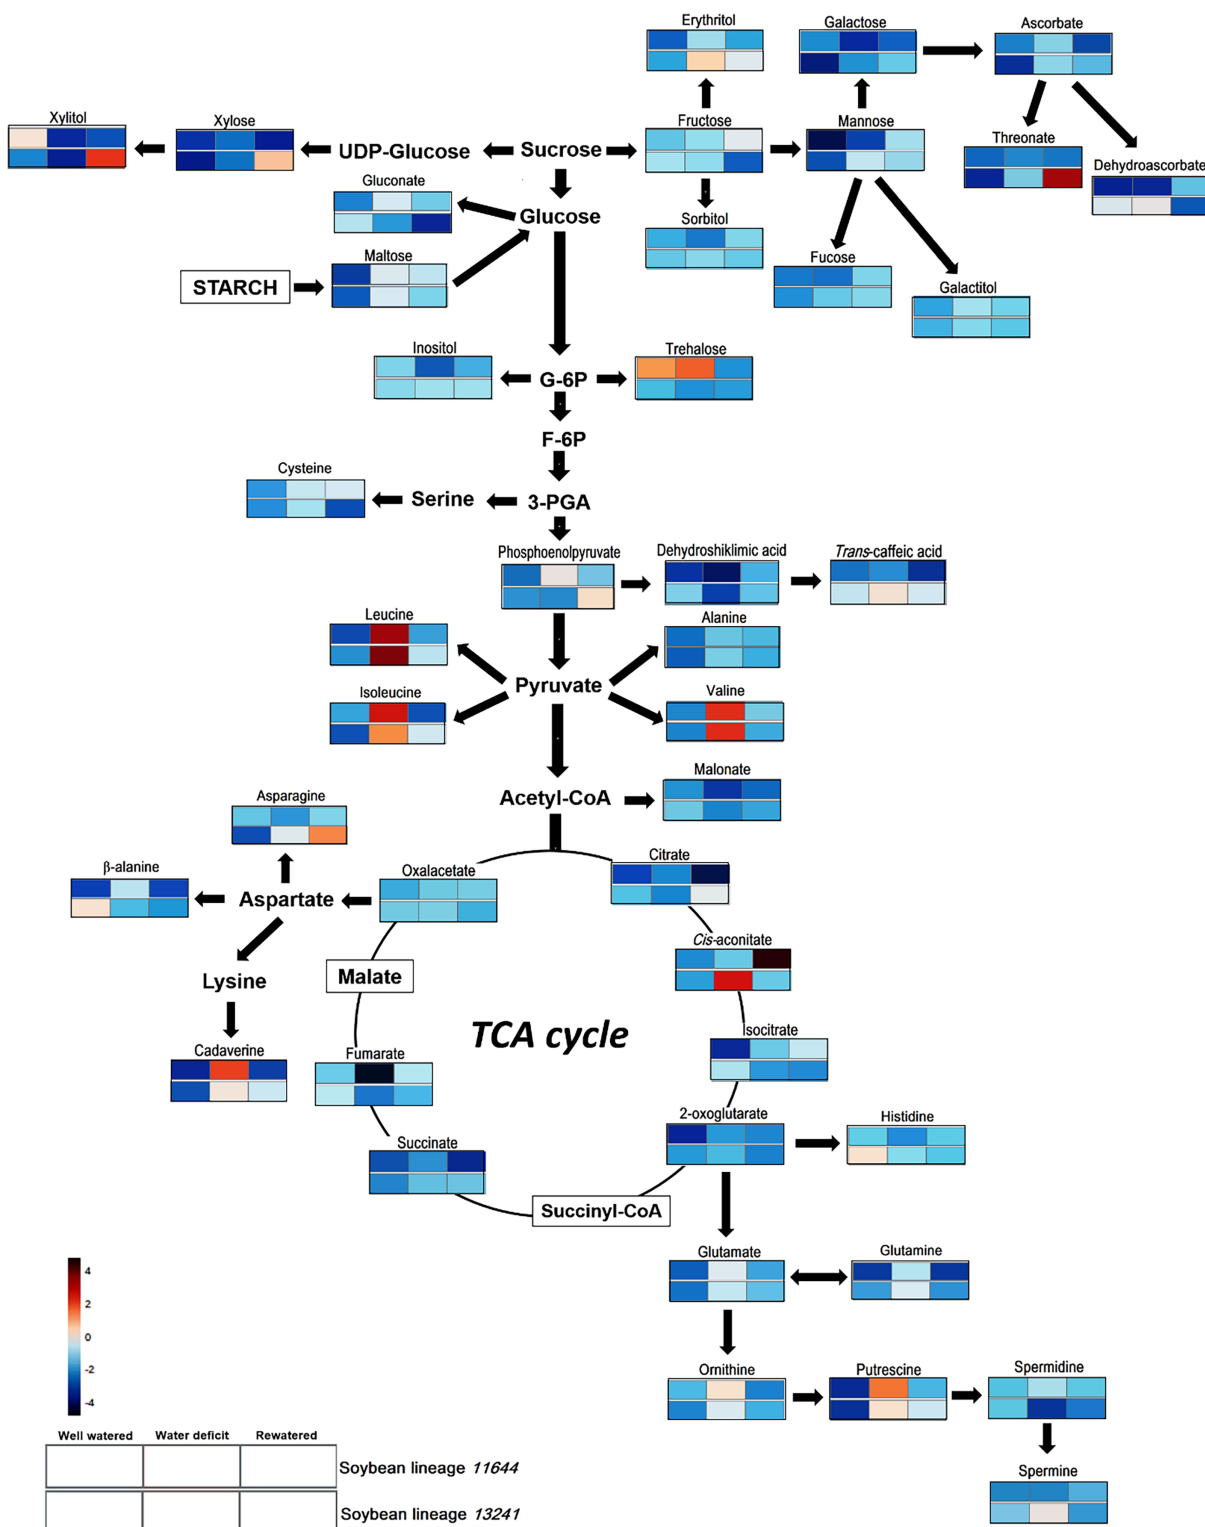 Erythritol
Galactose
Ascorbate
Xylitol
Xylose
UDP-Glucose
Sucrose
Fructose
Mannose
Threonate
Dehydroascorbate
Gluconate
Glucose
Sorbitol
Maltose
STARCH
Fucose
Galactitol
Inositol
G-6P
Trehalose
F-6P
Cysteine
Serine
3-PGA
Phosphoenolpyruvate
Dehydroshiklimic acid
Trans-caffeic acid
Leucine
Alanine
Pyruvate
Isoleucine
Valine
Acetyl-CoA
Malonate
Asparagine
β-alanine
Aspartate
Oxalacetate
Citrate
Cis-aconitate
Lysine
Malate
TCA cycle
Isocitrate
Cadaverine
Fumarate
2-oxoglutarate
Histidine
Succinate
Succinyl-CoA
Glutamate
Glutamine
4
2
0
-2
-4
Ornithine
Putrescine
Spermidine
Well watered Water deficit Rewatered
Soybean lineage 11644
Spermine
Soybean lineage 13241